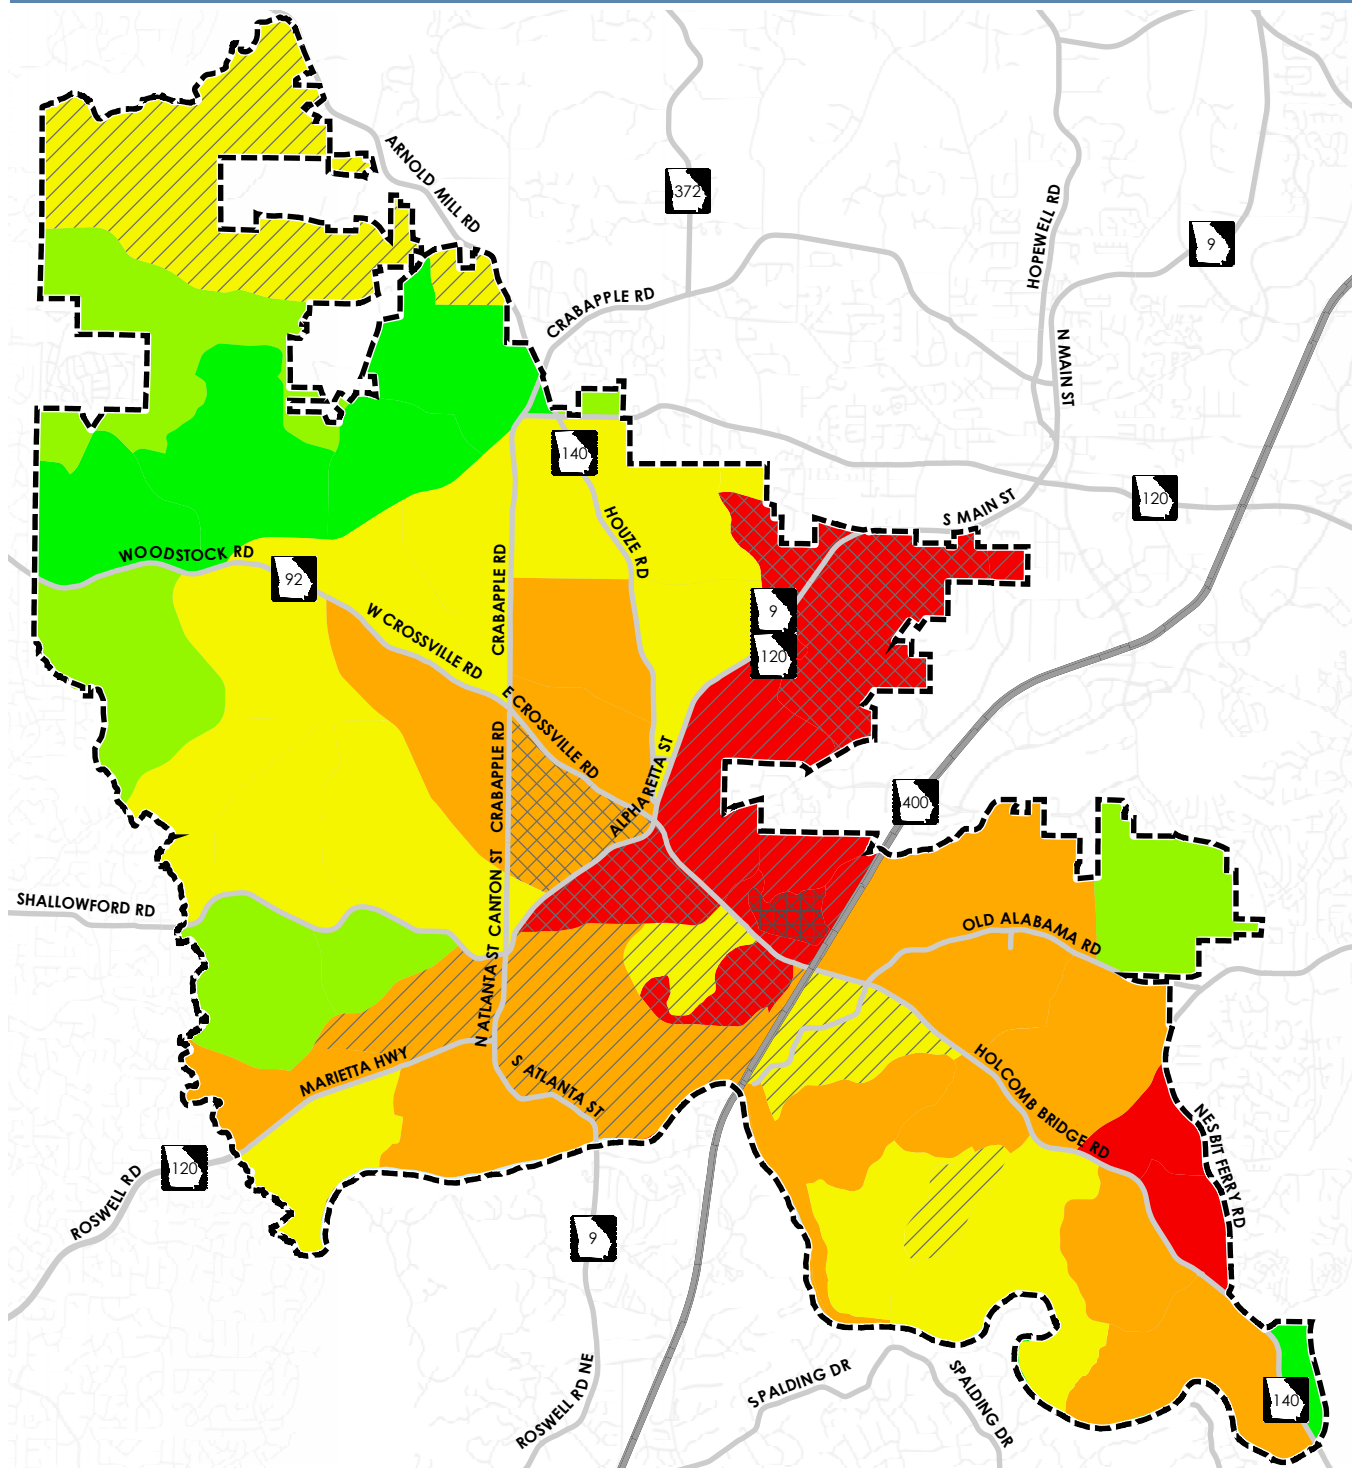 ARNOLD MILL RD
372
HOPEWELL RD
9
CRABAPPLE RD
N MAIN ST
140
120
S MAIN ST
HOUZE RD
WOODSTOCK RD
92
CRABAPPLE RD
W CROSSVILLE RD
9
120
E CROSSVILLE RD
CRABAPPLE RD
ALPHARETTA ST
400
CANTON ST
SHALLOWFORD RD
OLD ALABAMA RD
N ATLANTA ST
MARIETTA HWY
S ATLANTA ST
HOLCOMB BRIDGE RD
NESBIT FERRY RD
120
ROSWELL RD
9
ROSWELL RD NE
SPALDING DR
SPALDING DR
140